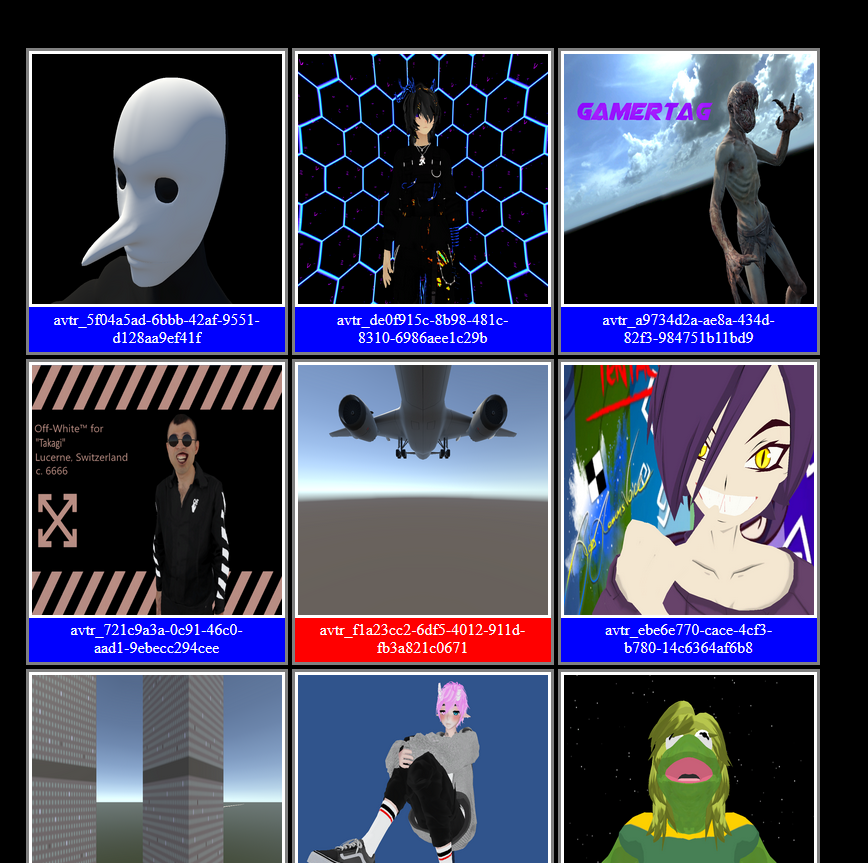 GAMERTAG
avtr_5f04a5ad-6bbb-42af-9551-
d128aa9ef41f
avtr_de0f915c-8b98-481c-
8310-6986aee1c29b
avtr_a9734d2a-ae8a-434d-
82f3-984751b11bd9
Off-White™ for
"Takagi"
Lucerne, Switzerland
c. 6666
avtr_721c9a3a-0c91-46c0-
aad1-9ebecc294cee
avtr_f1a23cc2-6df5-4012-911d-
fb3a821c0671
avtr_ebe6e770-cace-4cf3-
b780-14c6364af6b8